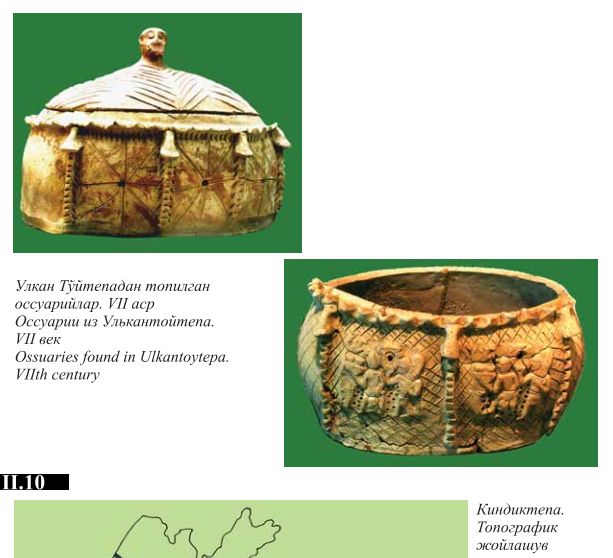 Улкан Тўйтепадан топилган
оссуарийлар. VII аср
Оссуарии из Улькантойтепа.
VII век
Ossuaries found in Ulkantoytepa.
VIIth century
II.10
Киндиктепа.
Топографик
жойлашув